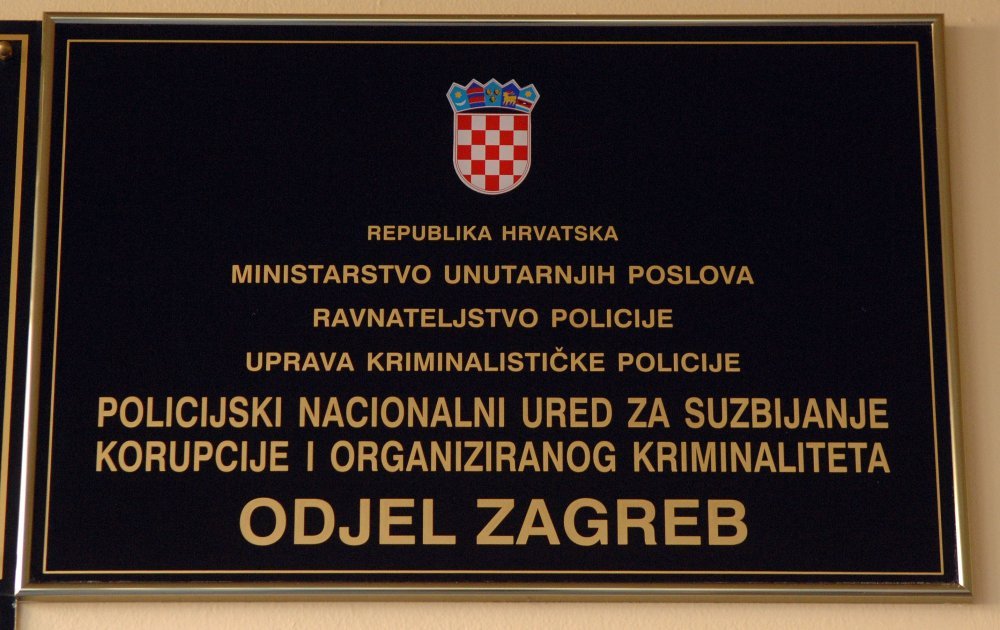 REPUBLIKA HRVATSKA
MINISTARSTVO UNUTARNJIH POSLOVA
RAVNATELJSTVO POLICIJE
UPRAVA KRIMINALISTIČKE POLICIJE
POLICIJSKI NACIONALNI URED ZA SUZBIJANJE
KORUPCIJE I ORGANIZIRANOG KRIMINALITETA
ODJEL ZAGREB